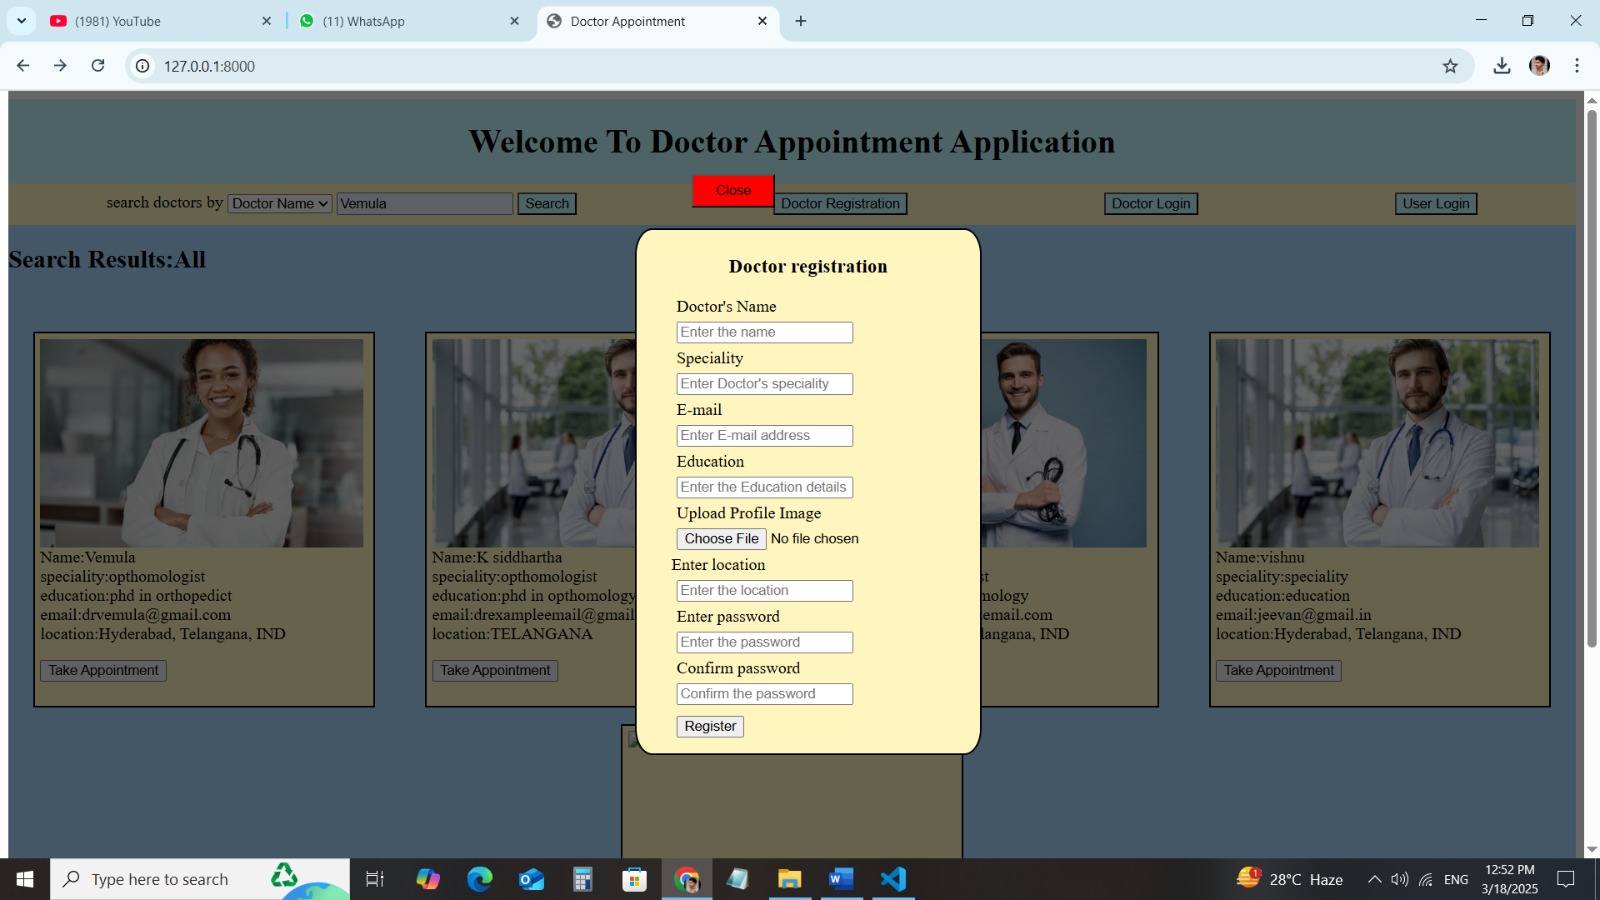 (1981) YouTube
(11) WhatsApp
Doctor Appointment
127.0.0.1:8000
Welcome To Doctor Appointment Application
search doctors by Doctor Name Vemula Search
Close
Doctor Registration
Doctor Login
User Login
Search Results:All
Name:Vemula
speciality:opthomologist
education:phd in orthopedict
email:drvemula@gmail.com
location:Hyderabad, Telangana, IND
Take Appointment
Name:K siddhartha
speciality:opthomologist
education:phd in opthomology
email:drexampleemail@gmail
location:TELANGANA
Take Appointment
Doctor registration
Doctor's Name
Enter the name
Speciality
Enter Doctor's speciality
E-mail
Enter E-mail address
Education
Enter the Education details
Upload Profile Image
Choose File No file chosen
Enter location
Enter the location
Enter password
Enter the password
Confirm password
Confirm the password
Register
st
mology
email.com
langana, IND
Name:vishnu
speciality:speciality
education:education
email:jeevan@gmail.in
location:Hyderabad, Telangana, IND
Take Appointment
Type here to search
1
28°C Haze
ENG
12:52 PM
3/18/2025